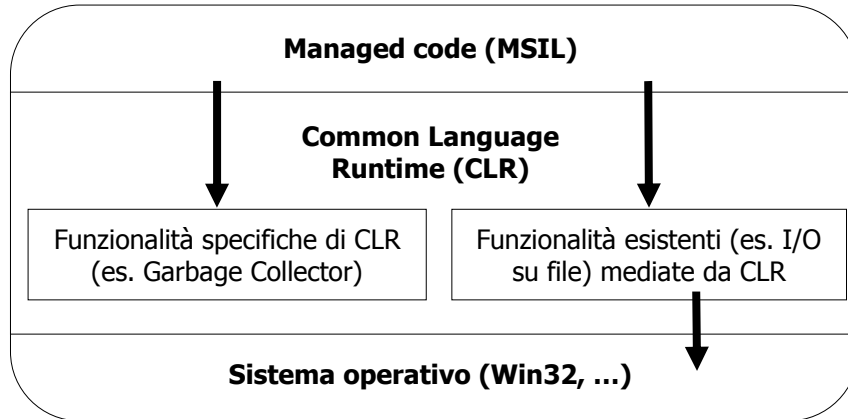 Managed code (MSIL)
Common Language
Runtime (CLR)
Funzionalità specifiche di CLR
(es. Garbage Collector)
Funzionalità esistenti (es. I/O
su file) mediate da CLR
Sistema operativo (Win32, ...)